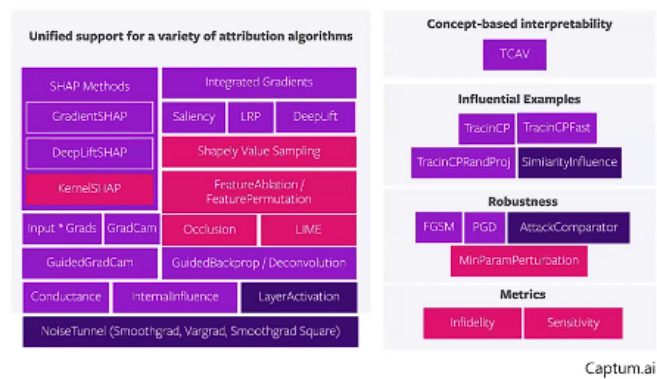 Unified support for a variety of attribution algorithms
SHAP Methods
GradientSHAP
DeepLiftSHAP
KernelSHAP
Integrated Gradients
Saliency
LRP
DeepLift
Shapely Value Sampling
FeatureAblation /
FeaturePermutation
Input * Grads
GradCam
Occlusion
LIME
GuidedGradCam
GuidedBackprop / Deconvolution
Conductance
InternalInfluence
LayerActivation
NoiseTunnel (Smoothgrad, Vargrad, Smoothgrad Square)
Concept-based interpretability
TCAV
Influential Examples
TracinCP
TracinCPFast
TracinCPRandProj
SimilarityInfluence
Robustness
FGSM
PGD
AttackComparator
MinParamPerturbation
Metrics
Infidelity
Sensitivity
Captum.ai